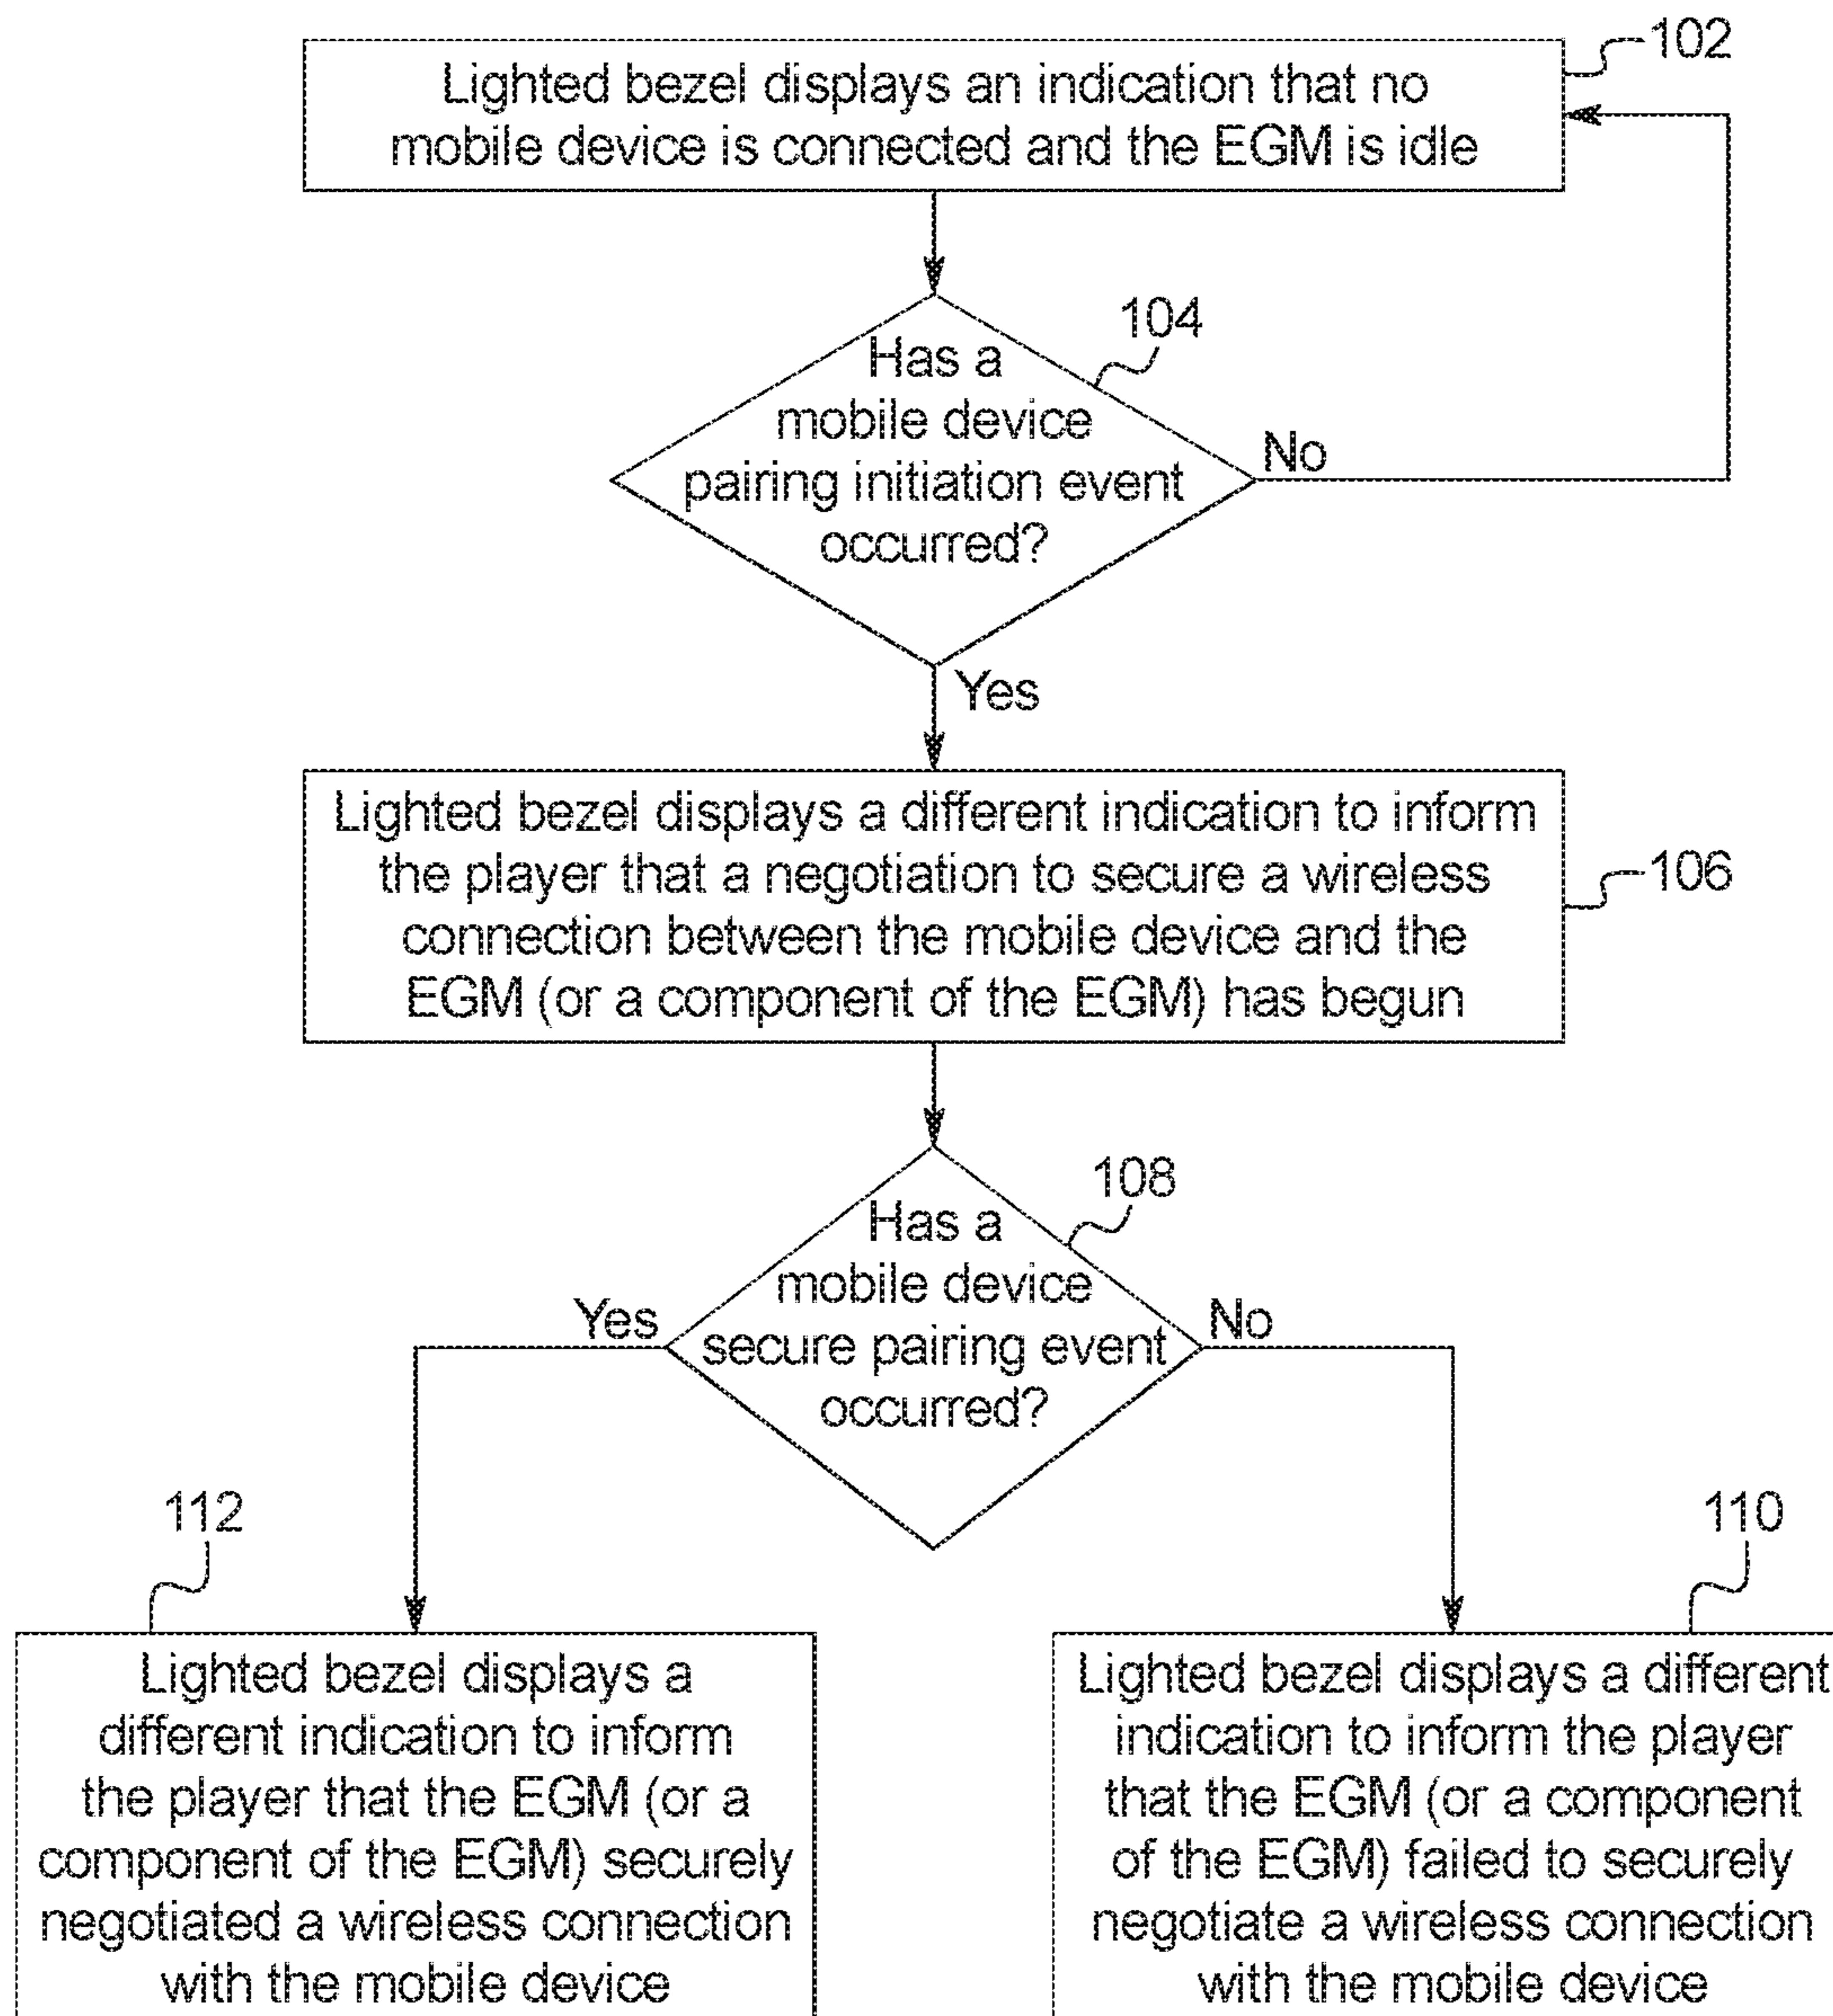 102
Lighted bezel displays an indication that no
mobile device is connected and the EGM is idle
104
Has a
mobile device
pairing initiation event
occurred?
No
Yes
Lighted bezel displays a different indication to inform
the player that a negotiation to secure a wireless
connection between the mobile device and the
EGM (or a component of the EGM) has begun
106
108
Has a
mobile device
secure pairing event
occurred?
Yes
No
112
110
Lighted bezel displays a
different indication to inform
the player that the EGM (or a
component of the EGM) securely
negotiated a wireless connection
with the mobile device
Lighted bezel displays a different
indication to inform the player
that the EGM (or a component
of the EGM) failed to securely
negotiate a wireless connection
with the mobile device